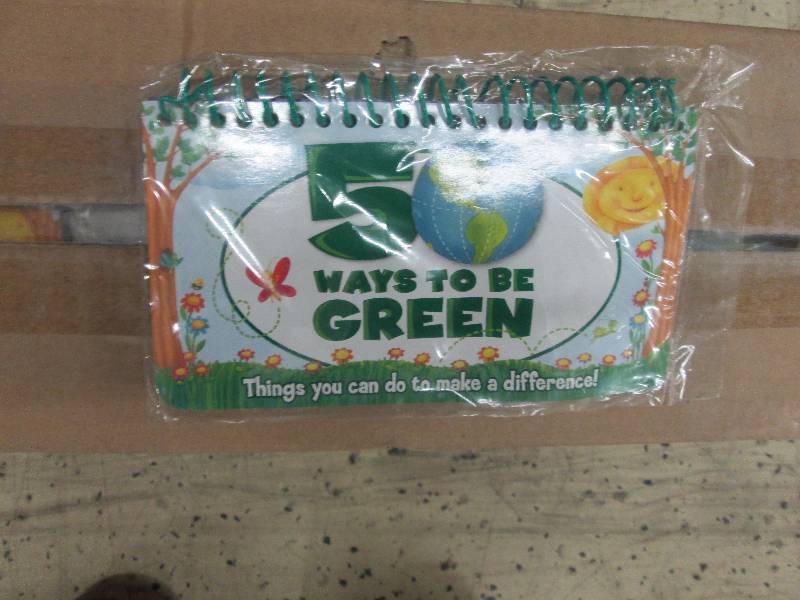 50
WAYS TO BE
GREEN
Things you can do to make a difference!